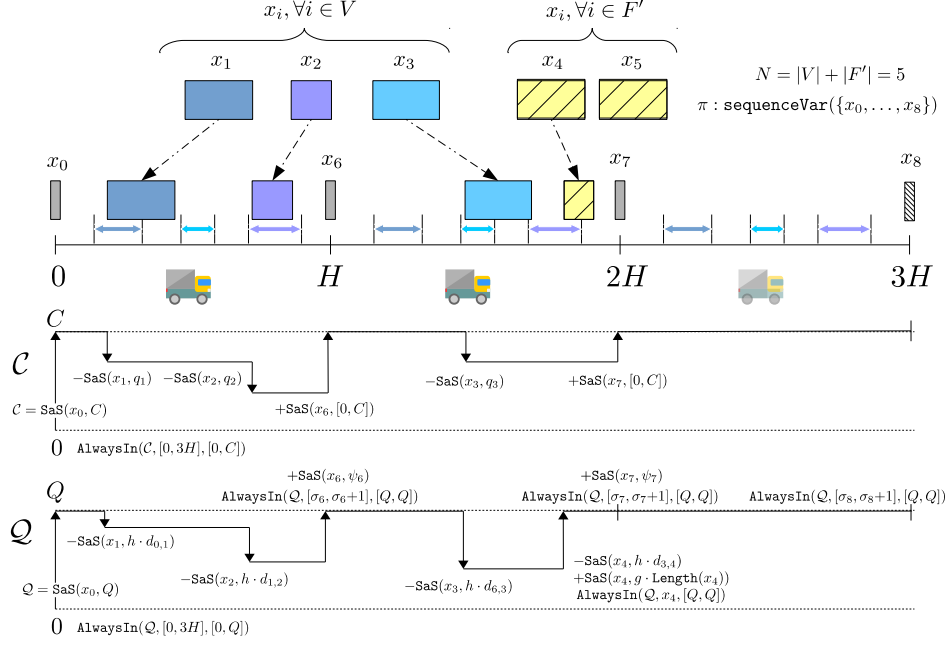 x_i, ∀i ∈ V
x_i, ∀i ∈ F′
x_1 x_2 x_3 x_4 x_5
N = |V| + |F′| = 5
π : sequenceVar({x_0, . . . , x_8})
x_0 x_6 x_7 x_8
0 H 2H 3H
C
𝒞
−SaS(x_1, q_1) −SaS(x_2, q_2) −SaS(x_3, q_3) +SaS(x_7, [0, C])
𝒞 = SaS(x_0, C) +SaS(x_6, [0, C])
0 AlwaysIn(𝒞, [0, 3H], [0, C])
+SaS(x_6, ψ_6) +SaS(x_7, ψ_7)
Q AlwaysIn(𝒬, [σ_6, σ_6+1], [Q, Q]) AlwaysIn(𝒬, [σ_7, σ_7+1], [Q, Q]) AlwaysIn(𝒬, [σ_8, σ_8+1], [Q, Q])
𝒬
−SaS(x_1, h · d_{0,1})
−SaS(x_4, h · d_{3,4})
−SaS(x_2, h · d_{1,2}) +SaS(x_4, g · Length(x_4))
𝒬 = SaS(x_0, Q) −SaS(x_3, h · d_{6,3}) AlwaysIn(𝒬, x_4, [Q, Q])
0 AlwaysIn(𝒬, [0, 3H], [0, Q])